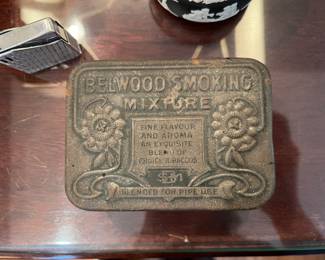 BELWOOD SMOKING
MIXTURE
FINE FLAVOUR
AND AROMA
AN EXQUISITE
BLEND OF
CHOICE TOBACCOS
BLENDED FOR PIPE USE